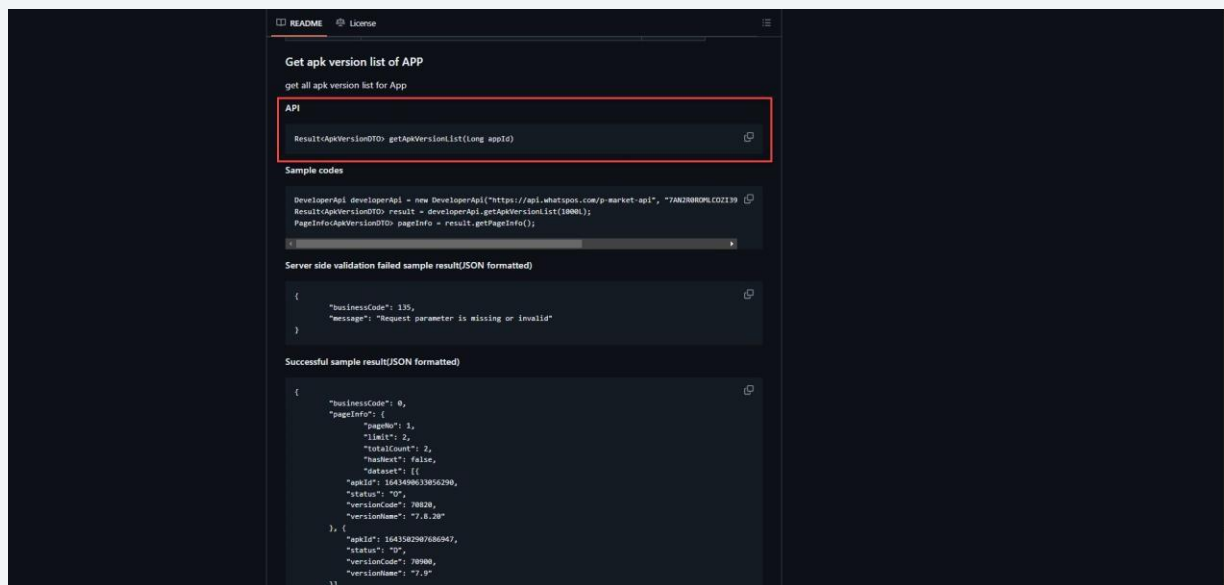 README License
Get apk version list of APP
get all apk version list for App
API
Result<ApkVersionDTO> getApkVersionList(Long appId)
Sample codes
DeveloperApi developerApi = new DeveloperApi("https://api.whatspos.com/p-market-api", "7AN2R0ROMLCOZI39
Result<ApkVersionDTO> result = developerApi.getApkVersionList(1000L);
PageInfo<ApkVersionDTO> pageInfo = result.getPageInfo();
Server side validation failed sample result(JSON formatted)
{
"businessCode": 135,
"message": "Request parameter is missing or invalid"
}
Successful sample result(JSON formatted)
{
"businessCode": 0,
"pageInfo": {
"pageNo": 1,
"limit": 2,
"totalCount": 2,
"hasNext": false,
"dataset": [{
"apkId": 1643490633056290,
"status": "O",
"versionCode": 70820,
"versionName": "7.8.20"
}, {
"apkId": 1643502907686947,
"status": "O",
"versionCode": 70900,
"versionName": "7.9"
}]